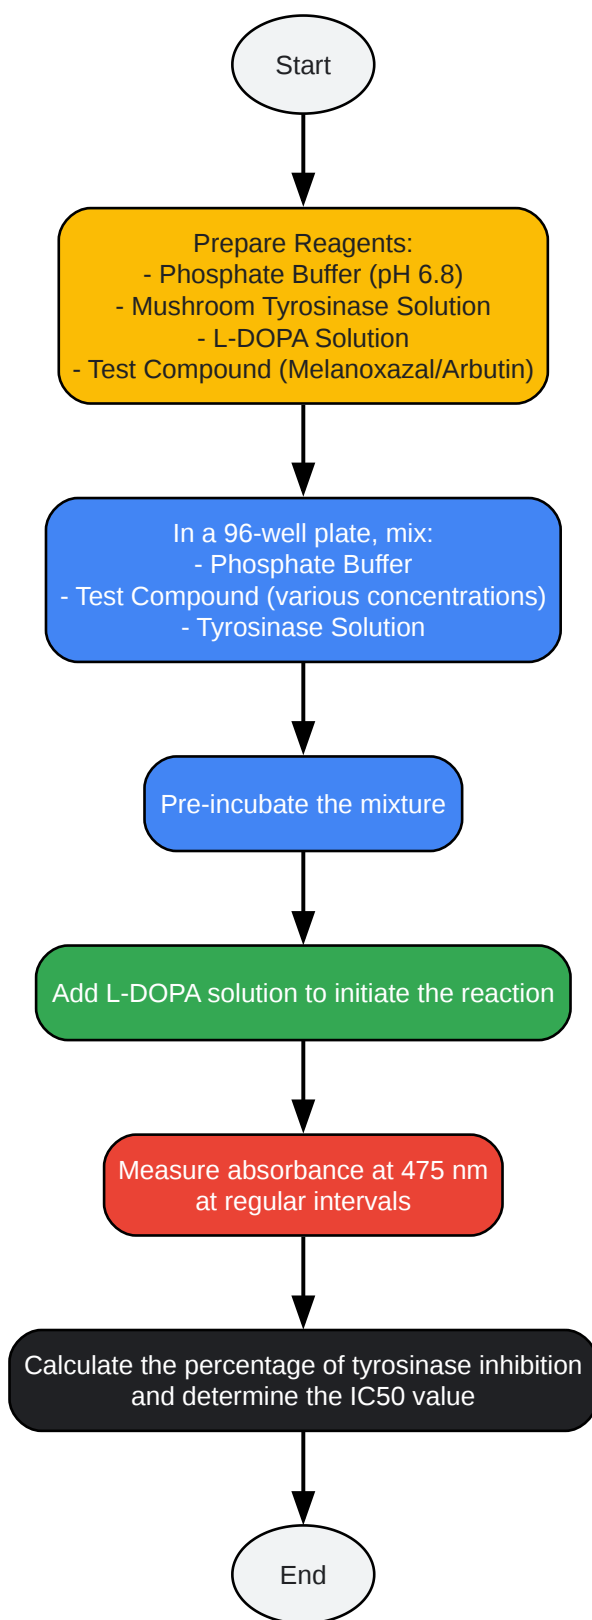 Start
Prepare Reagents:
- Phosphate Buffer (pH 6.8)
- Mushroom Tyrosinase Solution
- L-DOPA Solution
- Test Compound (Melanoxazal/Arbutin)
In a 96-well plate, mix:
- Phosphate Buffer
- Test Compound (various concentrations)
- Tyrosinase Solution
Pre-incubate the mixture
Add L-DOPA solution to initiate the reaction
Measure absorbance at 475 nm
at regular intervals
Calculate the percentage of tyrosinase inhibition
and determine the IC50 value
End